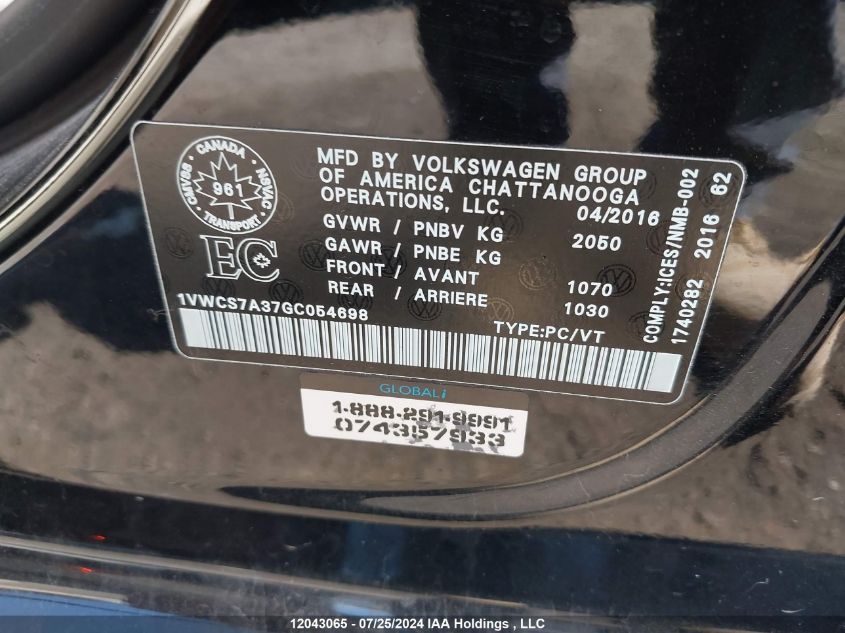 CANADA
CMVSS
NSVAC
961
TRANSPORT
EC
MFD BY VOLKSWAGEN GROUP
OF AMERICA CHATTANOOGA
OPERATIONS, LLC.
04/2016
GVWR / PNBV KG 2050
GAWR / PNBE KG
FRONT / AVANT 1070
REAR / ARRIERE 1030
1VWCS7A37GC054698
TYPE:PC/VT
COMPLY:ICES/NMB-002
1740282 2016 62
GLOBALi
1-888-291-9991
074357933
12043065 - 07/25/2024 IAA Holdings, LLC